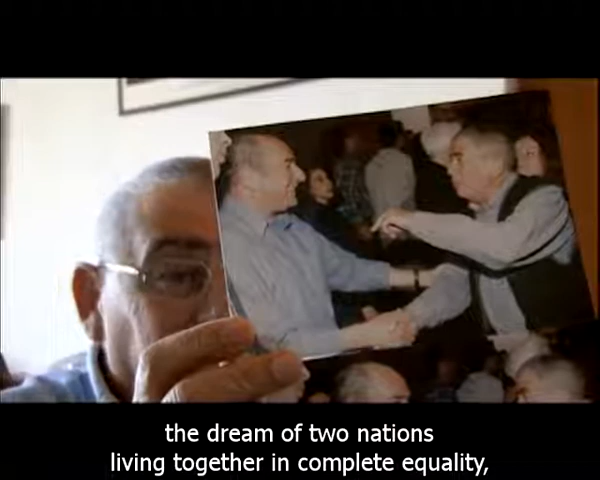 the dream of two nations
living together in complete equality,